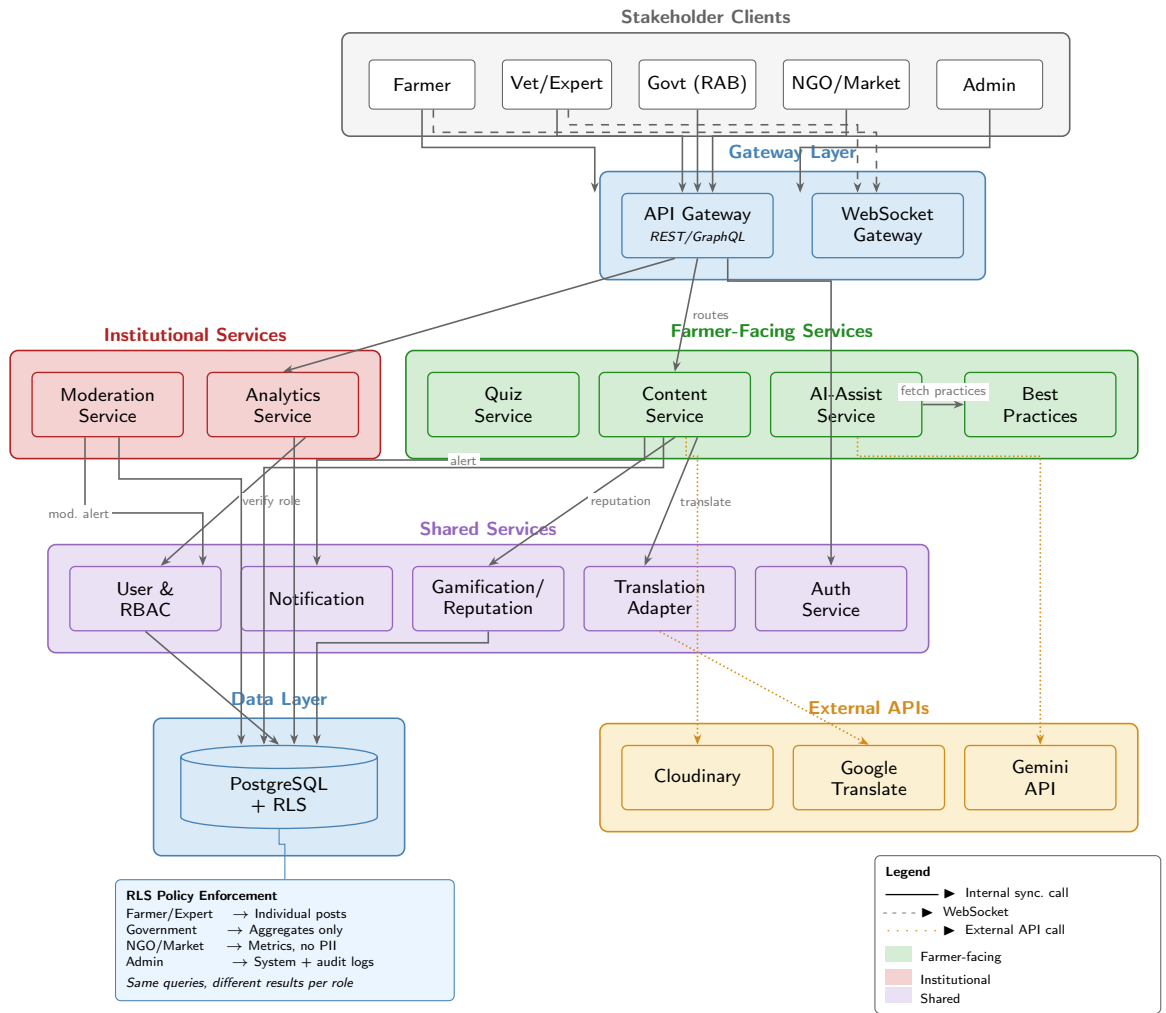 Stakeholder Clients
Farmer
Vet/Expert
Govt (RAB)
NGO/Market
Admin
Gateway Layer
API Gateway
REST/GraphQL
WebSocket
Gateway
routes
Institutional Services
Farmer-Facing Services
Moderation
Service
Analytics
Service
Quiz
Service
Content
Service
AI-Assist
Service
fetch practices
Best
Practices
alert
mod. alert
verify role
reputation
translate
Shared Services
User &
RBAC
Notification
Gamification/
Reputation
Translation
Adapter
Auth
Service
Data Layer
External APIs
PostgreSQL
+ RLS
Cloudinary
Google
Translate
Gemini
API
RLS Policy Enforcement
Farmer/Expert → Individual posts
Government → Aggregates only
NGO/Market → Metrics, no PII
Admin → System + audit logs
Same queries, different results per role
Legend
Internal sync. call
WebSocket
External API call
Farmer-facing
Institutional
Shared